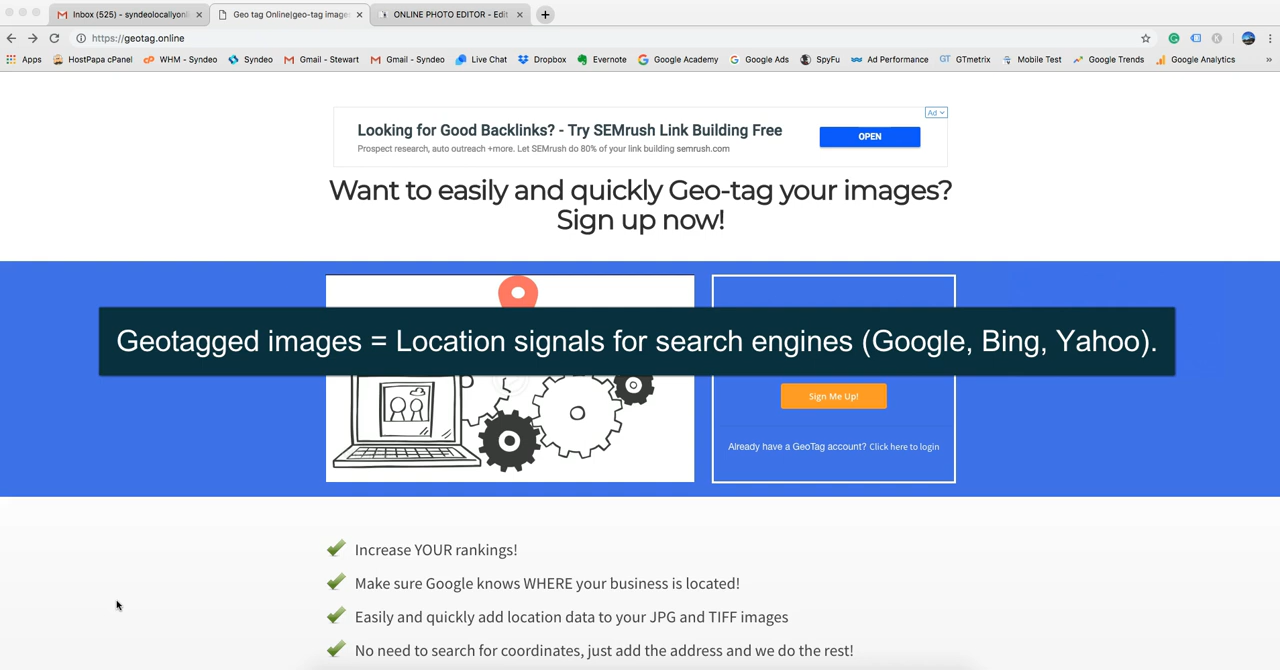 Inbox (525) - syndeolocallyonl
Geo tag Online|geo-tag images
ONLINE PHOTO EDITOR - Edit
https://geotag.online
Apps
HostPapa cPanel
WHM - Syndeo
Syndeo
Gmail - Stewart
Gmail - Syndeo
Live Chat
Dropbox
Evernote
Google Academy
Google Ads
SpyFu
Ad Performance
GTmetrix
Mobile Test
Google Trends
Google Analytics
Ad
Looking for Good Backlinks? - Try SEMrush Link Building Free
Prospect research, auto outreach +more. Let SEMrush do 80% of your link building semrush.com
OPEN
Want to easily and quickly Geo-tag your images?
Sign up now!
Geotagged images = Location signals for search engines (Google, Bing, Yahoo).
Sign Me Up!
Already have a GeoTag account? Click here to login
Increase YOUR rankings!
Make sure Google knows WHERE your business is located!
Easily and quickly add location data to your JPG and TIFF images
No need to search for coordinates, just add the address and we do the rest!